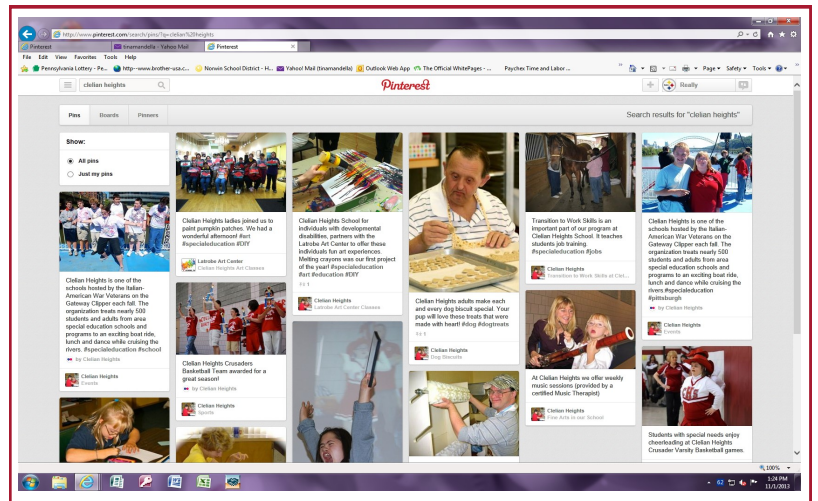 http://www.pinterest.com/search/pins/?q=clelian%20heights
Pinterest
tinamandella - Yahoo Mail
Pinterest
File Edit View Favorites Tools Help
Pennsylvania Lottery - Pe...
http--www.brother-usa.c...
Norwin School District - H...
Yahoo! Mail (tinamandella)
Outlook Web App
The Official WhitePages - ...
Paychex Time and Labor ...
Page Safety Tools
clelian heights
Pinterest
Really
Pins Boards Pinners
Search results for "clelian heights"
Show:
All pins
Just my pins
Clelian Heights is one of the
schools hosted by the Italian-
American War Veterans on the
Gateway Clipper each fall. The
organization treats nearly 500
students and adults from area
special education schools and
programs to an exciting boat ride,
lunch and dance while cruising the
rivers. #specialeducation #school
by Clelian Heights
Clelian Heights
Events
Clelian Heights ladies joined us to
paint pumpkin patches. We had a
wonderful afternoon! #art
#specialeducation #DIY
Latrobe Art Center
Clelian Heights Art Classes
Clelian Heights Crusaders
Basketball Team awarded for a
great season!
by Clelian Heights
Clelian Heights
Sports
Clelian Heights School for
individuals with developmental
disabilities, partners with the
Latrobe Art Center to offer these
individuals fun art experiences.
Melting crayons was our first project
of the year! #specialeducation
#art #education #DIY
Clelian Heights
Latrobe Art Center Classes
Clelian Heights adults make each
and every dog biscuit special. Your
pup will love these treats that were
made with heart! #dog #dogtreats
Clelian Heights
Dog Biscuits
Transition to Work Skills is an
important part of our program at
Clelian Heights School. It teaches
students job training.
#specialeducation #jobs
Clelian Heights
Transition to Work Skills at Clel...
At Clelian Heights we offer weekly
music sessions (provided by a
certified Music Therapist)
Clelian Heights
Fine Arts in our School
Clelian Heights is one of the
schools hosted by the Italian-
American War Veterans on the
Gateway Clipper each fall. The
organization treats nearly 500
students and adults from area
special education schools and
programs to an exciting boat ride,
lunch and dance while cruising the
rivers.#specialeducation
#pittsburgh
by Clelian Heights
Clelian Heights
Events
CHS
Students with special needs enjoy
cheerleading at Clelian Heights
Crusader Varsity Basketball games.
100%
62
1:24 PM
11/1/2013